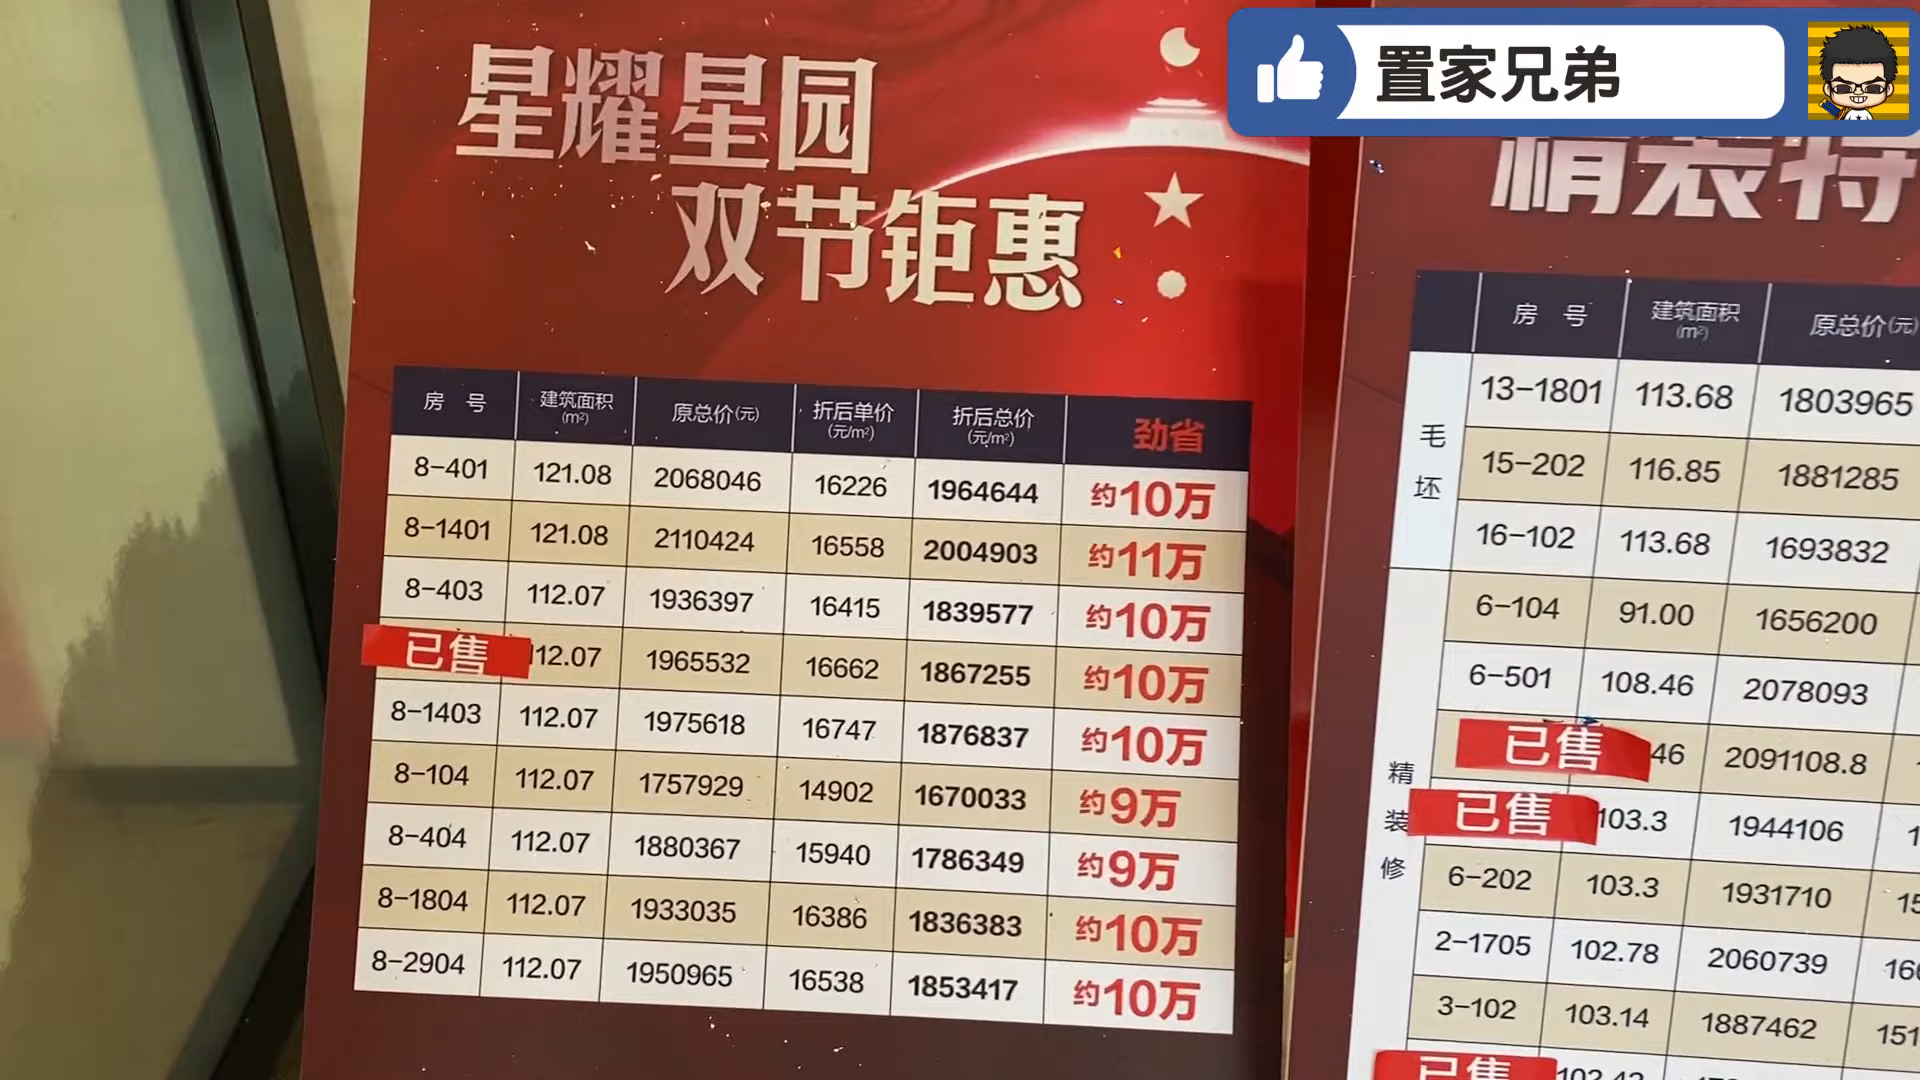 置家兄弟
星耀星园
双节钜惠
房 号 建筑面积(m²) 原总价(元) 折后单价(元/m²) 折后总价(元/m²) 劲省
8-401 121.08 2068046 16226 1964644 约10万
8-1401 121.08 2110424 16558 2004903 约11万
8-403 112.07 1936397 16415 1839577 约10万
已售 12.07 1965532 16662 1867255 约10万
8-1403 112.07 1975618 16747 1876837 约10万
8-104 112.07 1757929 14902 1670033 约9万
8-404 112.07 1880367 15940 1786349 约9万
8-1804 112.07 1933035 16386 1836383 约10万
8-2904 112.07 1950965 16538 1853417 约10万
精装特
房 号 建筑面积(m²) 原总价(元)
毛坯
13-1801 113.68 1803965
15-202 116.85 1881285
16-102 113.68 1693832
精装修
6-104 91.00 1656200
6-501 108.46 2078093
已售 46 2091108.8
已售 103.3 1944106
6-202 103.3 1931710
2-1705 102.78 2060739
3-102 103.14 1887462
已售